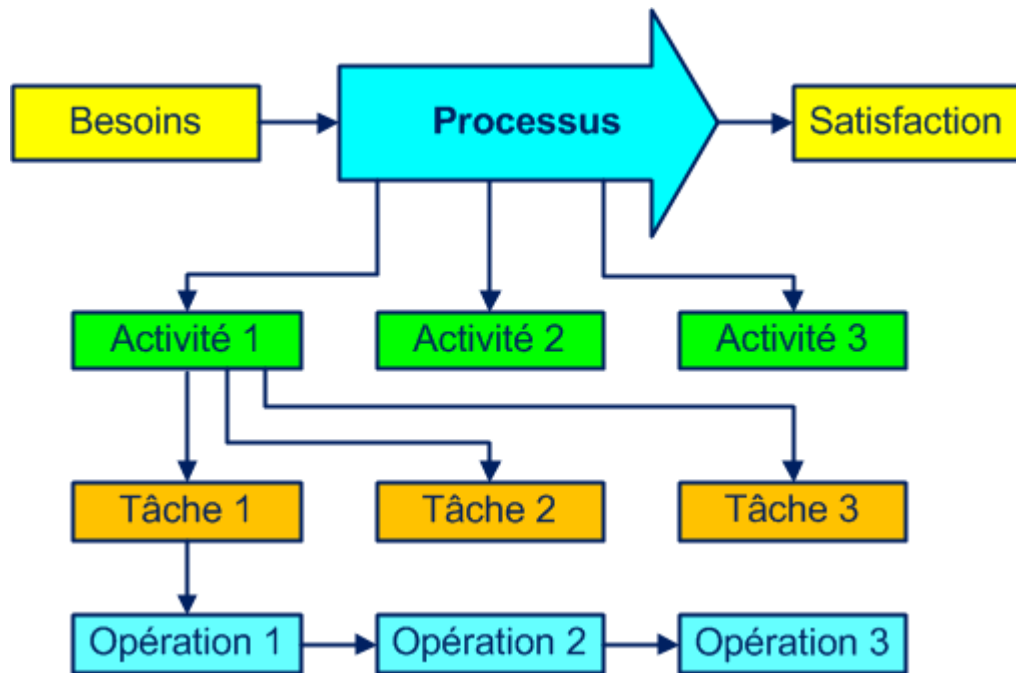 Besoins
Processus
Satisfaction
Activité 1
Activité 2
Activité 3
Tâche 1
Tâche 2
Tâche 3
Opération 1
Opération 2
Opération 3